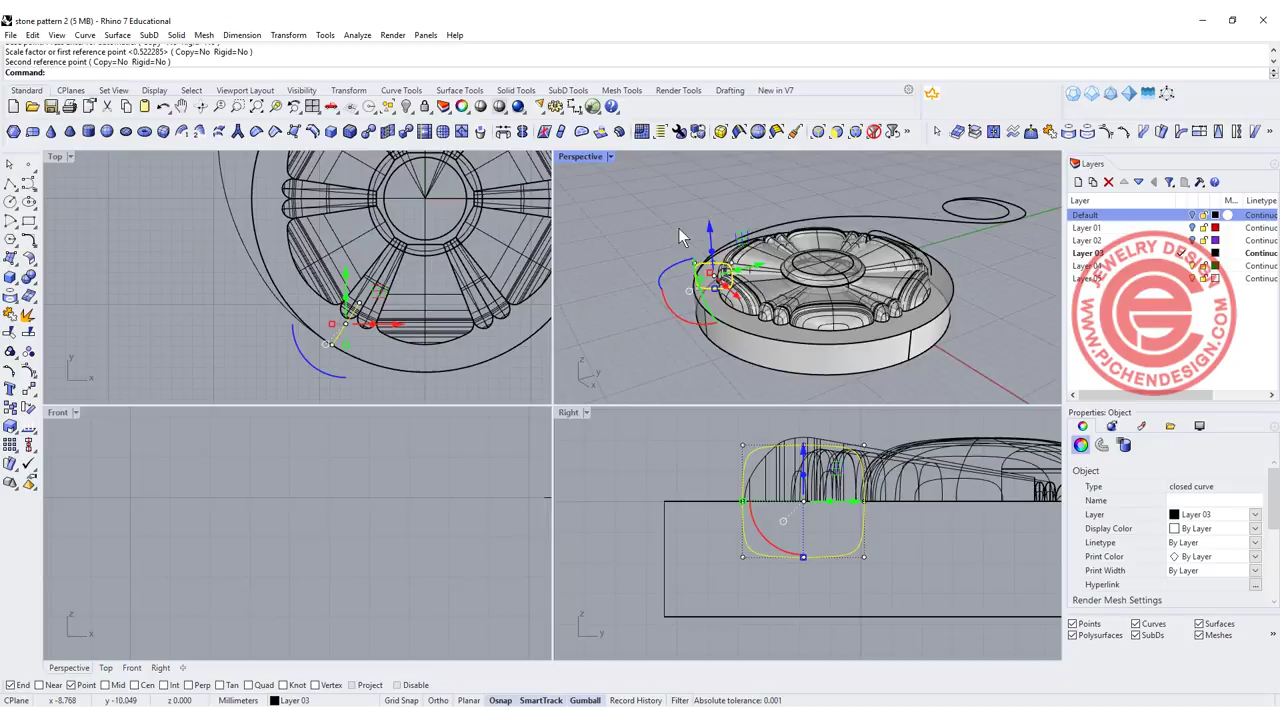 stone pattern 2 (5 MB) - Rhino 7 Educational
File Edit View Curve Surface SubD Solid Mesh Dimension Transform Tools Analyze Render Panels Help
Scale factor or first reference point <0.522285> ( Copy=No Rigid=No )
Second reference point ( Copy=No Rigid=No )
Command:
Standard CPlanes Set View Display Select Viewport Layout Visibility Transform Curve Tools Surface Tools Solid Tools SubD Tools Mesh Tools Render Tools Drafting New in V7
Top
Perspective
Layers
Layer M... Linetype
Default Continuc
Layer 01 Continuc
Layer 02 Continuc
Layer 03 Continuc
Continuc
Continuc
JEWELRY DESIGN
WWW.PJCHENDESIGN.COM
y
x
z
y
x
Front
Right
Properties: Object
Object
Type closed curve
Name
Layer Layer 03
Display Color By Layer
Linetype By Layer
Print Color By Layer
Print Width By Layer
Hyperlink ...
Render Mesh Settings
z
x
z
y
Points Curves Surfaces
Polysurfaces SubDs Meshes
Perspective Top Front Right
End Near Point Mid Cen Int Perp Tan Quad Knot Vertex Project Disable
CPlane x -8.768 y -10.049 z 0.000 Millimeters Layer 03 Grid Snap Ortho Planar Osnap SmartTrack Gumball Record History Filter Absolute tolerance: 0.001